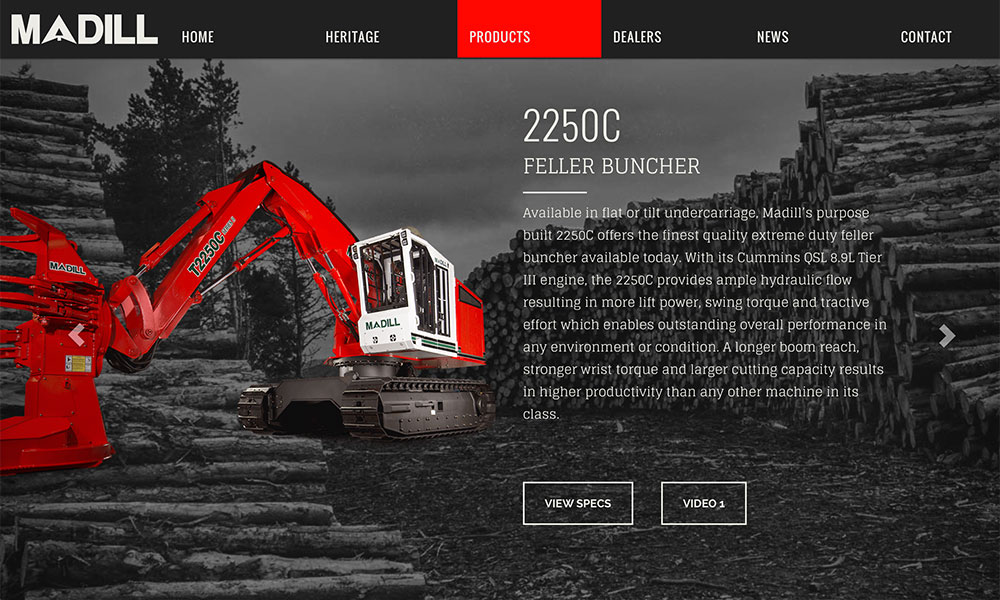 MADILL
HOME
HERITAGE
PRODUCTS
DEALERS
NEWS
CONTACT
2250C
FELLER BUNCHER
Available in flat or tilt undercarriage, Madill's purpose
built 2250C offers the finest quality extreme duty feller
buncher available today. With its Cummins QSL 8.9L Tier
III engine, the 2250C provides ample hydraulic flow
resulting in more lift power, swing torque and tractive
effort which enables outstanding overall performance in
any environment or condition. A longer boom reach,
stronger wrist torque and larger cutting capacity results
in higher productivity than any other machine in its
class.
VIEW SPECS
VIDEO 1
T2250C
MADILL
MADILL